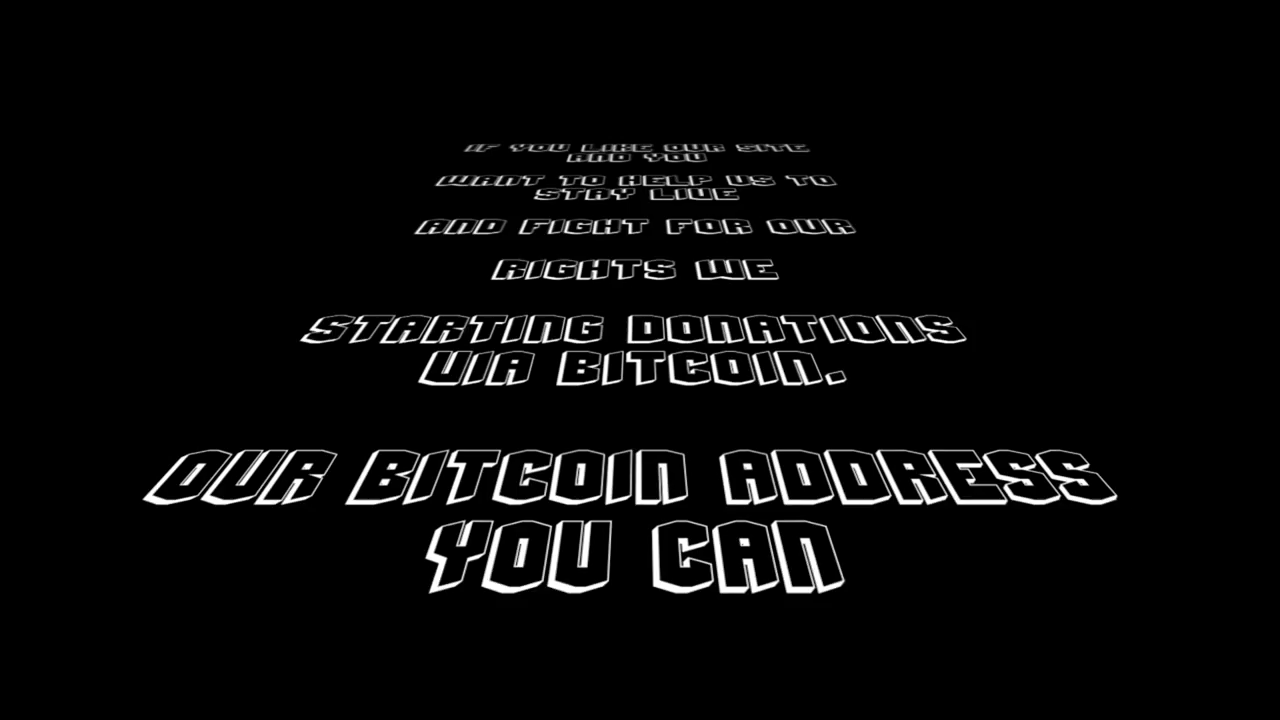 IF YOU LIKE OUR SITE
AND YOU
WANT TO HELP US TO
STAY LIVE
AND FIGHT FOR OUR
RIGHTS WE
STARTING DONATIONS
VIA BITCOIN.
OUR BITCOIN ADDRESS
YOU CAN